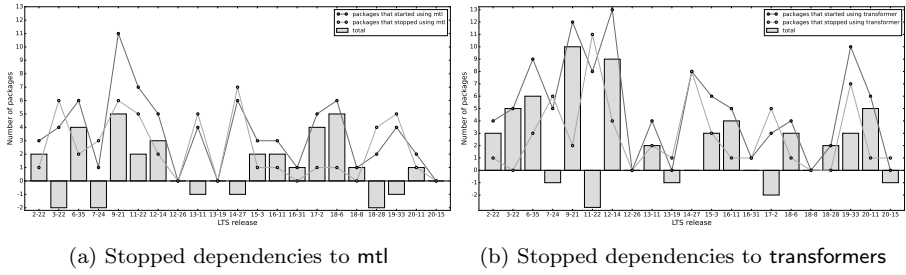 13
12
11
10
9
8
7
6
5
4
3
2
1
0
-1
-2
Number of packages
packages that started using mtl
packages that stopped using mtl
total
2-22 3-22 6-35 7-24 9-21 11-22 12-14 12-26 13-11 13-19 14-27 15-3 16-11 16-31 17-2 18-6 18-8 18-28 19-33 20-11 20-15
LTS release
13
12
11
10
9
8
7
6
5
4
3
2
1
0
-1
-2
-3
Number of packages
packages that started using transformer
packages that stopped using transformer
total
2-22 3-22 6-35 7-24 9-21 11-22 12-14 12-26 13-11 13-19 14-27 15-3 16-11 16-31 17-2 18-6 18-8 18-28 19-33 20-11 20-15
LTS release
(a) Stopped dependencies to mtl
(b) Stopped dependencies to transformers